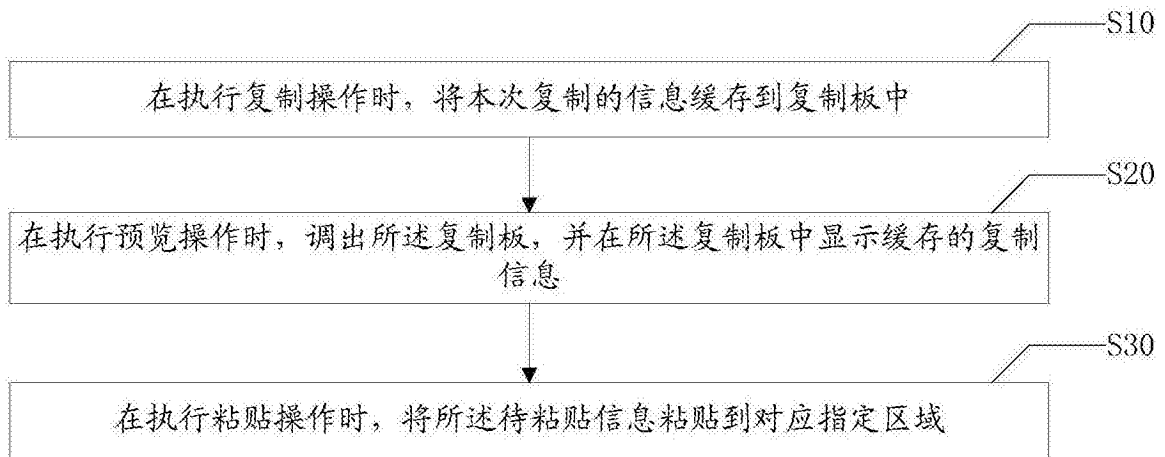 S10
在执行复制操作时，将本次复制的信息缓存到复制板中
S20
在执行预览操作时，调出所述复制板，并在所述复制板中显示缓存的复制
信息
S30
在执行粘贴操作时，将所述待粘贴信息粘贴到对应指定区域